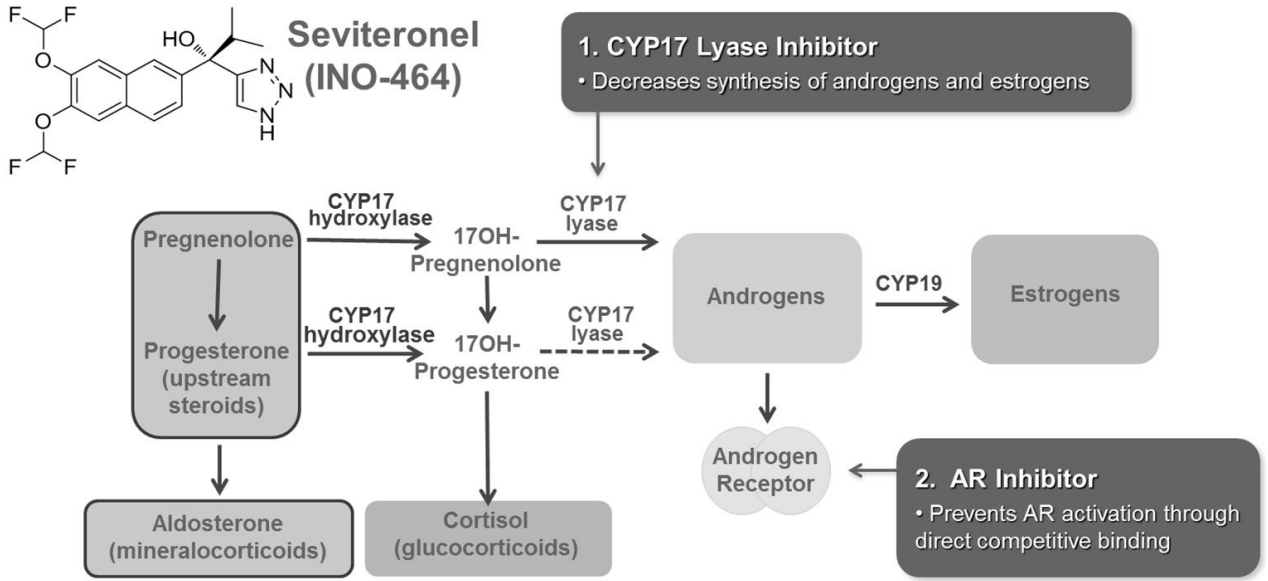 F F
O
O
F F
HO
N
N
N
H
Seviteronel
(INO-464)
1. CYP17 Lyase Inhibitor
• Decreases synthesis of androgens and estrogens
CYP17
hydroxylase
CYP17
lyase
Pregnenolone
17OH-
Pregnenolone
Androgens
CYP19
Estrogens
CYP17
hydroxylase
CYP17
lyase
Progesterone
(upstream
steroids)
17OH-
Progesterone
Androgen
Receptor
2. AR Inhibitor
• Prevents AR activation through
direct competitive binding
Aldosterone
(mineralocorticoids)
Cortisol
(glucocorticoids)